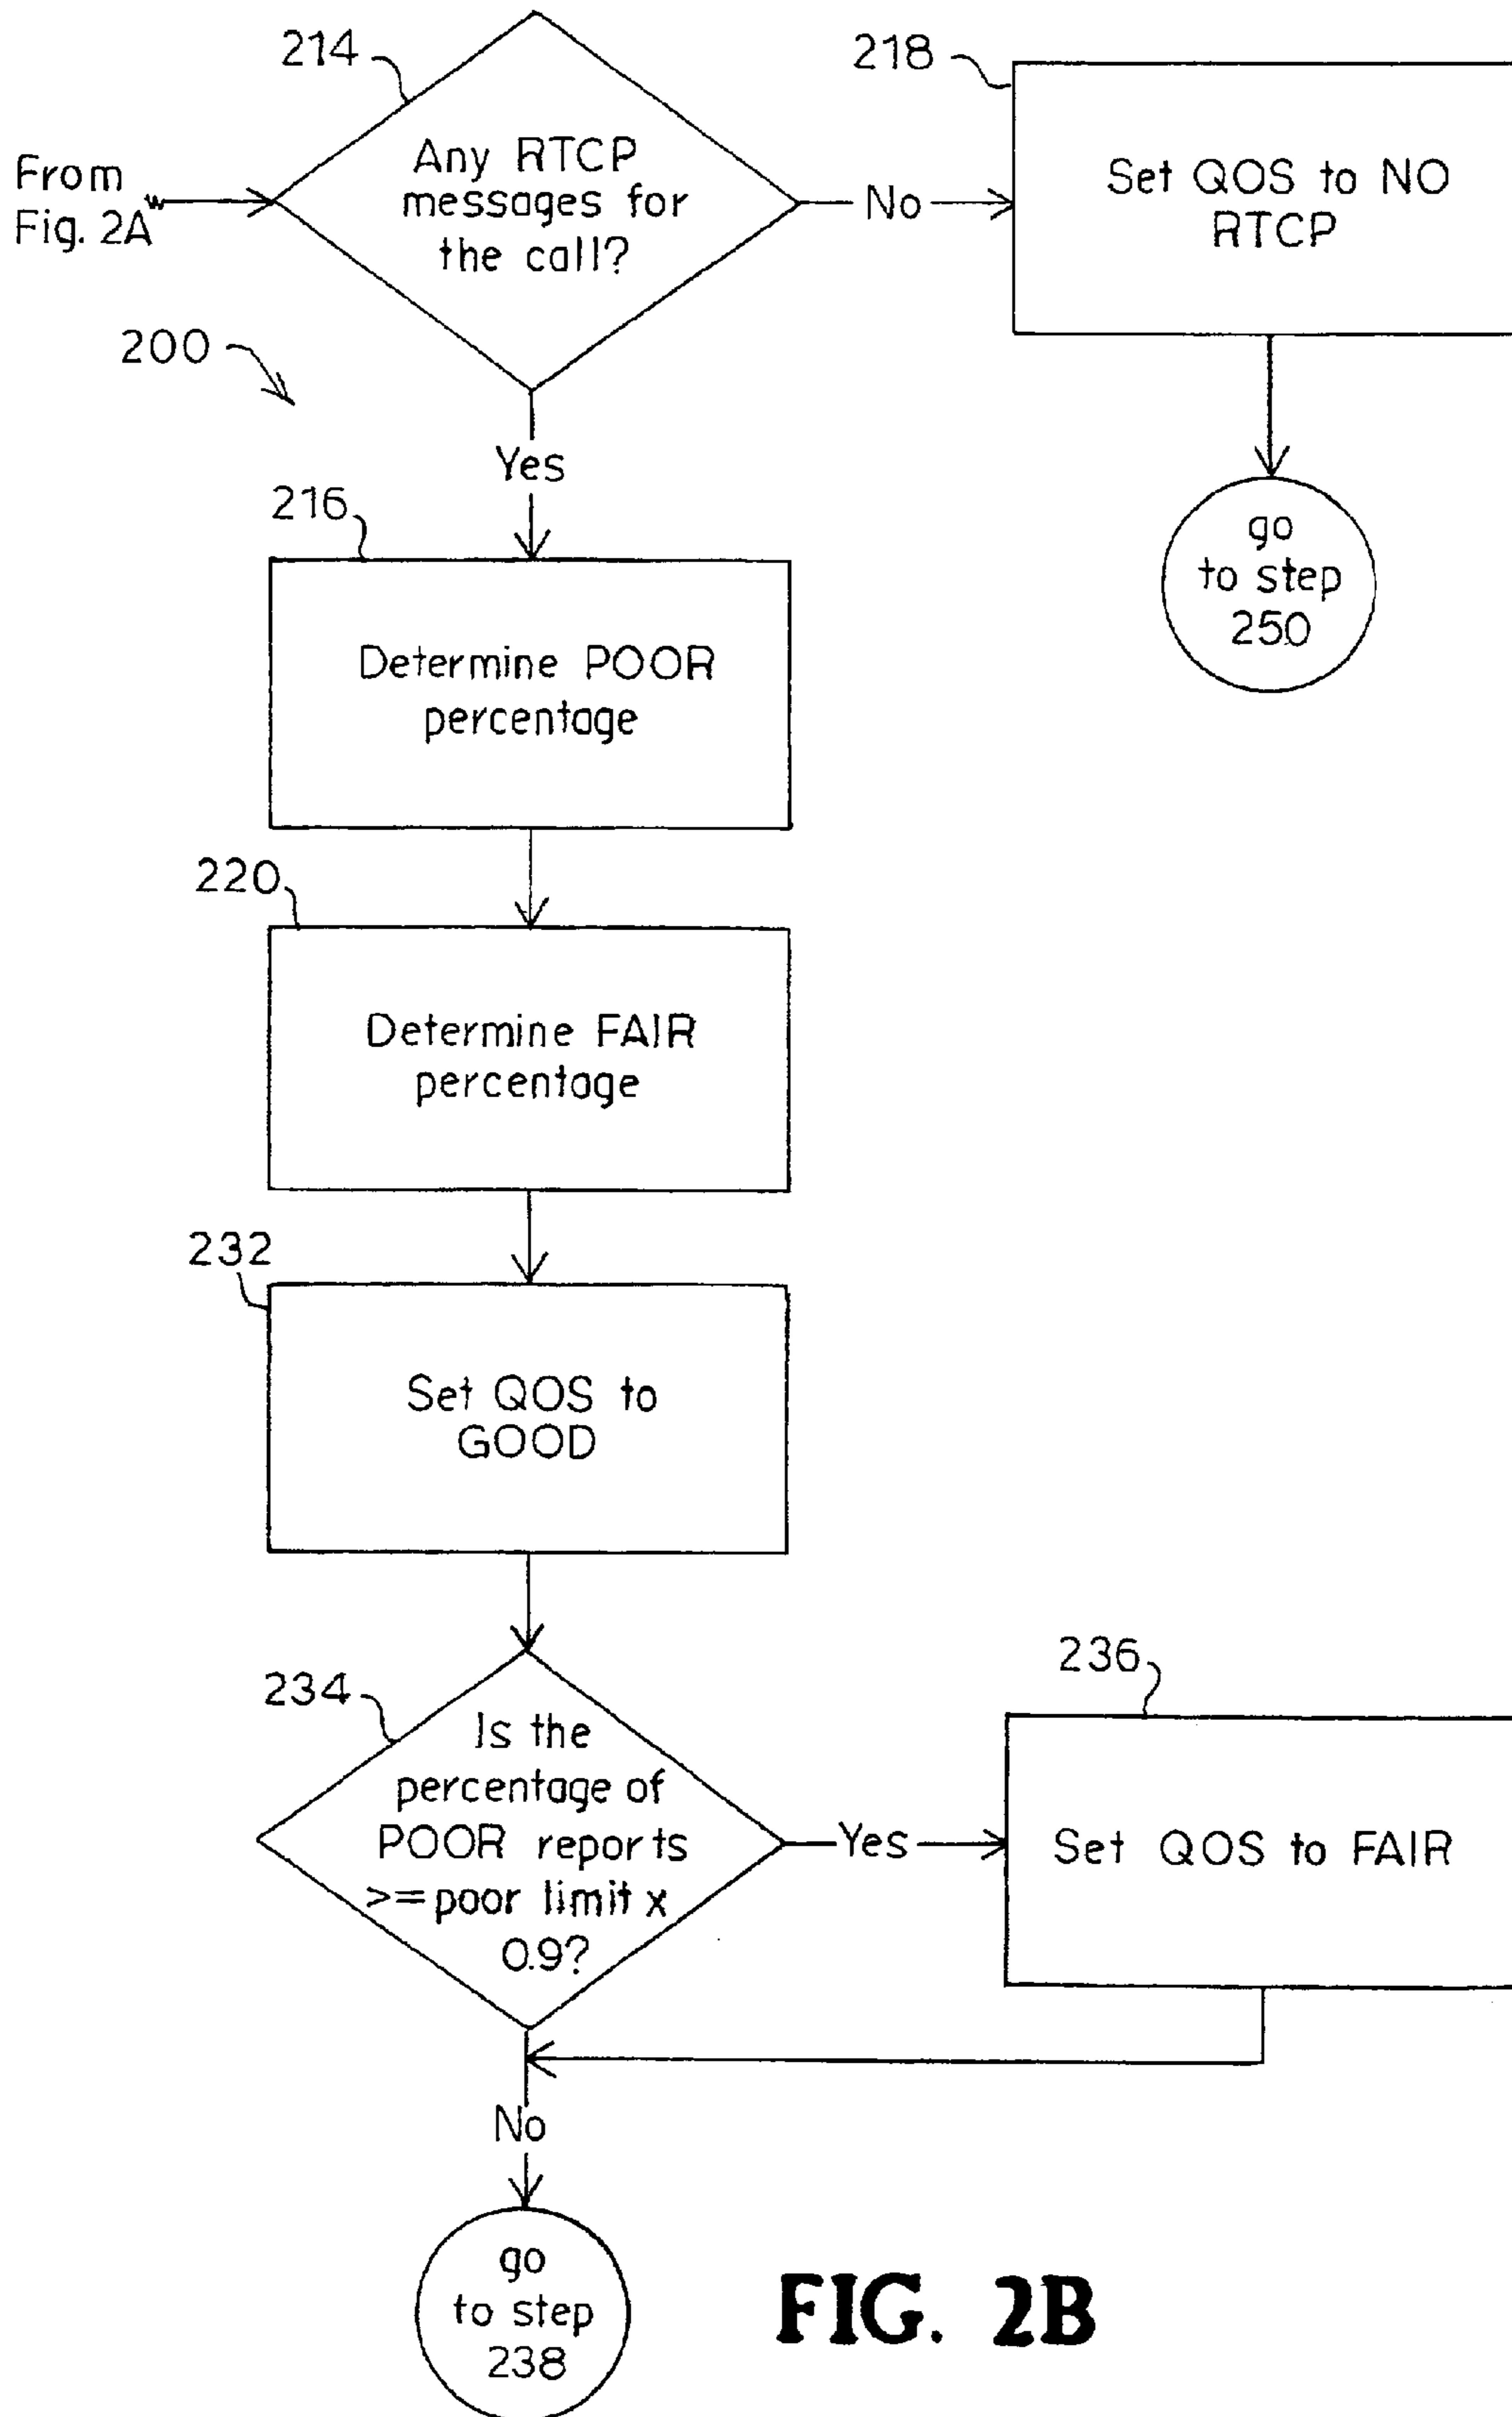 214
Any RTCP
messages for
the call?
From
Fig. 2A
No
218
Set QOS to NO
RTCP
200
Yes
go
to step
250
216
Determine POOR
percentage
220
Determine FAIR
percentage
232
Set QOS to
GOOD
234
Is the
percentage of
POOR reports
>=poor limit x
0.9?
Yes
236
Set QOS to FAIR
No
go
to step
238
FIG. 2B